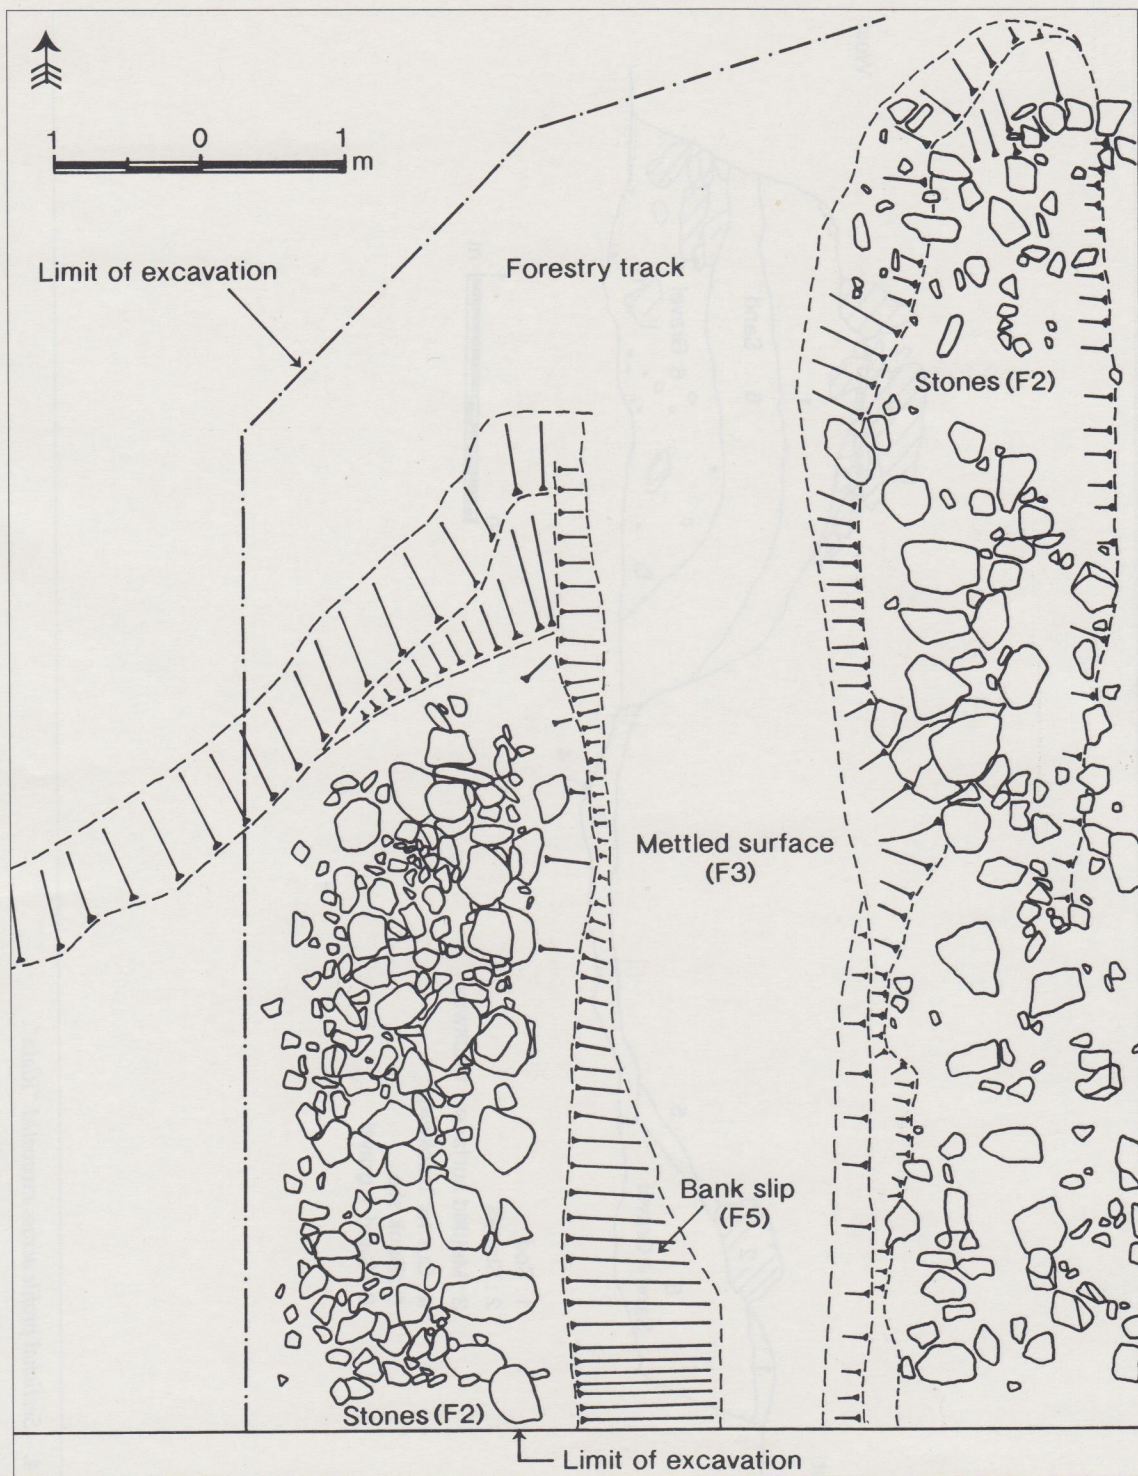 1 0 1
m
Limit of excavation
Forestry track
Stones (F2)
Mettled surface
(F3)
Bank slip
(F5)
Stones (F2)
Limit of excavation